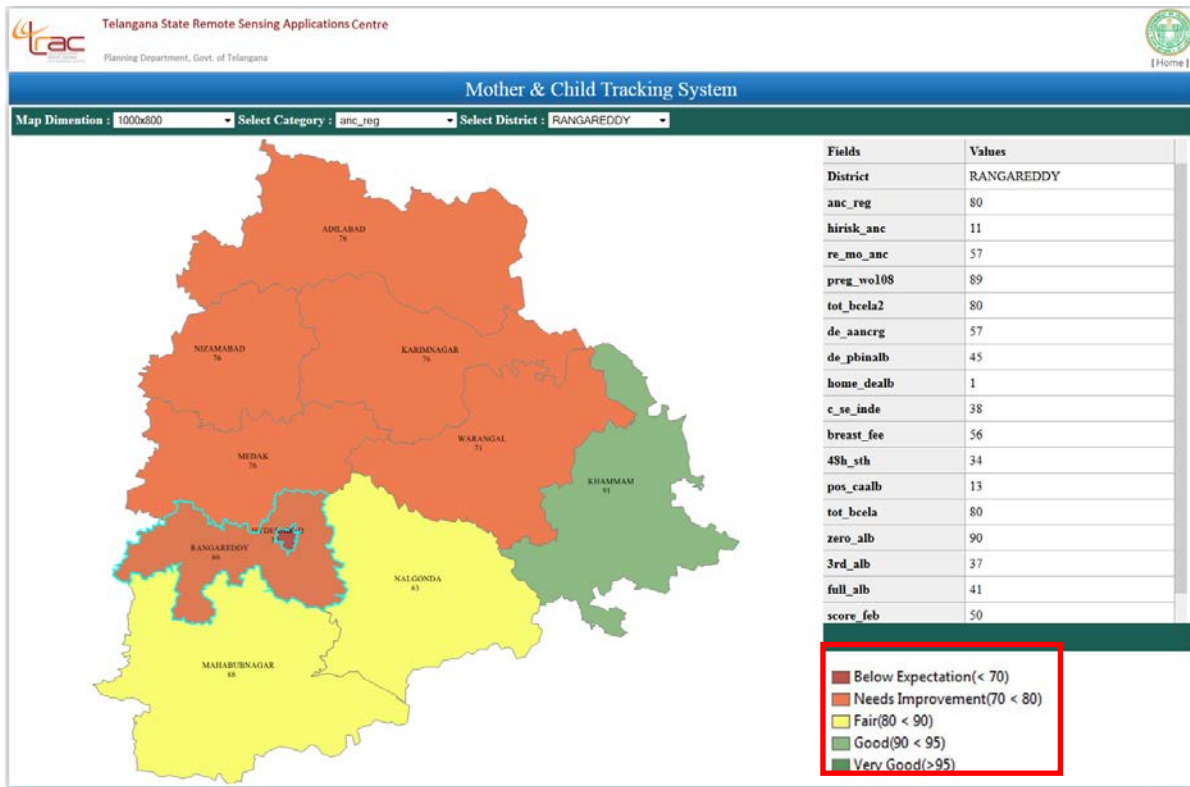 Trac
Telangana State Remote Sensing Applications Centre
Planning Department, Govt. of Telangana
| Home |
Mother & Child Tracking System
Map Dimention : 1000x800 Select Category : anc_reg Select District : RANGAREDDY
ADILABAD
76
NIZAMABAD
76
KARIMNAGAR
76
WARANGAL
71
MEDAK
76
KHAMMAM
91
RANGAREDDY
80
NALGONDA
83
MAHABUBNAGAR
88
Fields Values
District RANGAREDDY
anc_reg 80
hirisk_anc 11
re_mo_anc 57
preg_wo108 89
tot_bcela2 80
de_aancrg 57
de_pbinalb 45
home_dealb 1
c_se_inde 38
breast_fee 56
48h_sth 34
pos_caalb 13
tot_bcela 80
zero_alb 90
3rd_alb 37
full_alb 41
score_feb 50
Below Expectation(< 70)
Needs Improvement(70 < 80)
Fair(80 < 90)
Good(90 < 95)
Very Good(>95)